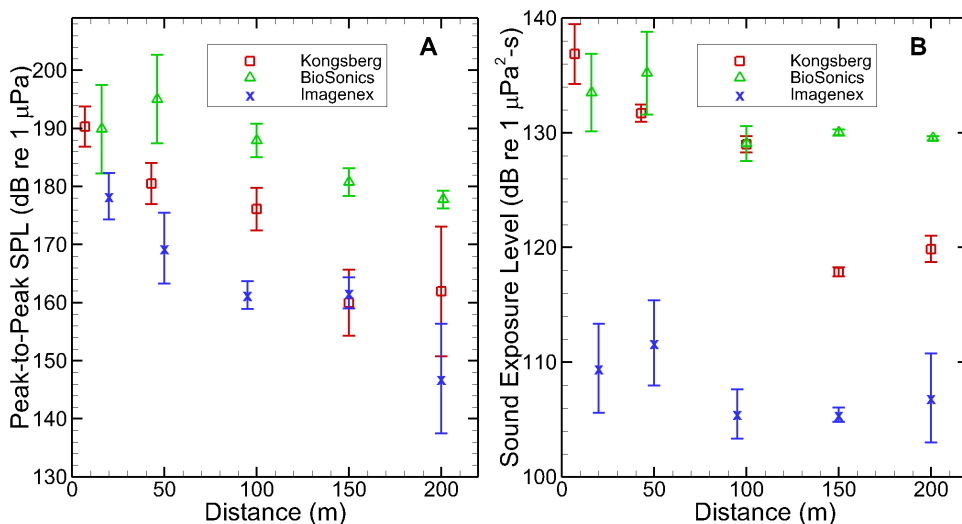 A
Kongsberg
BioSonics
Imagenex
200
190
180
170
160
150
140
130
Peak-to-Peak SPL (dB re 1 μPa)
0
50
100
150
200
Distance (m)
B
Kongsberg
BioSonics
Imagenex
140
130
120
110
100
Sound Exposure Level (dB re 1 μPa²-s)
0
50
100
150
200
Distance (m)